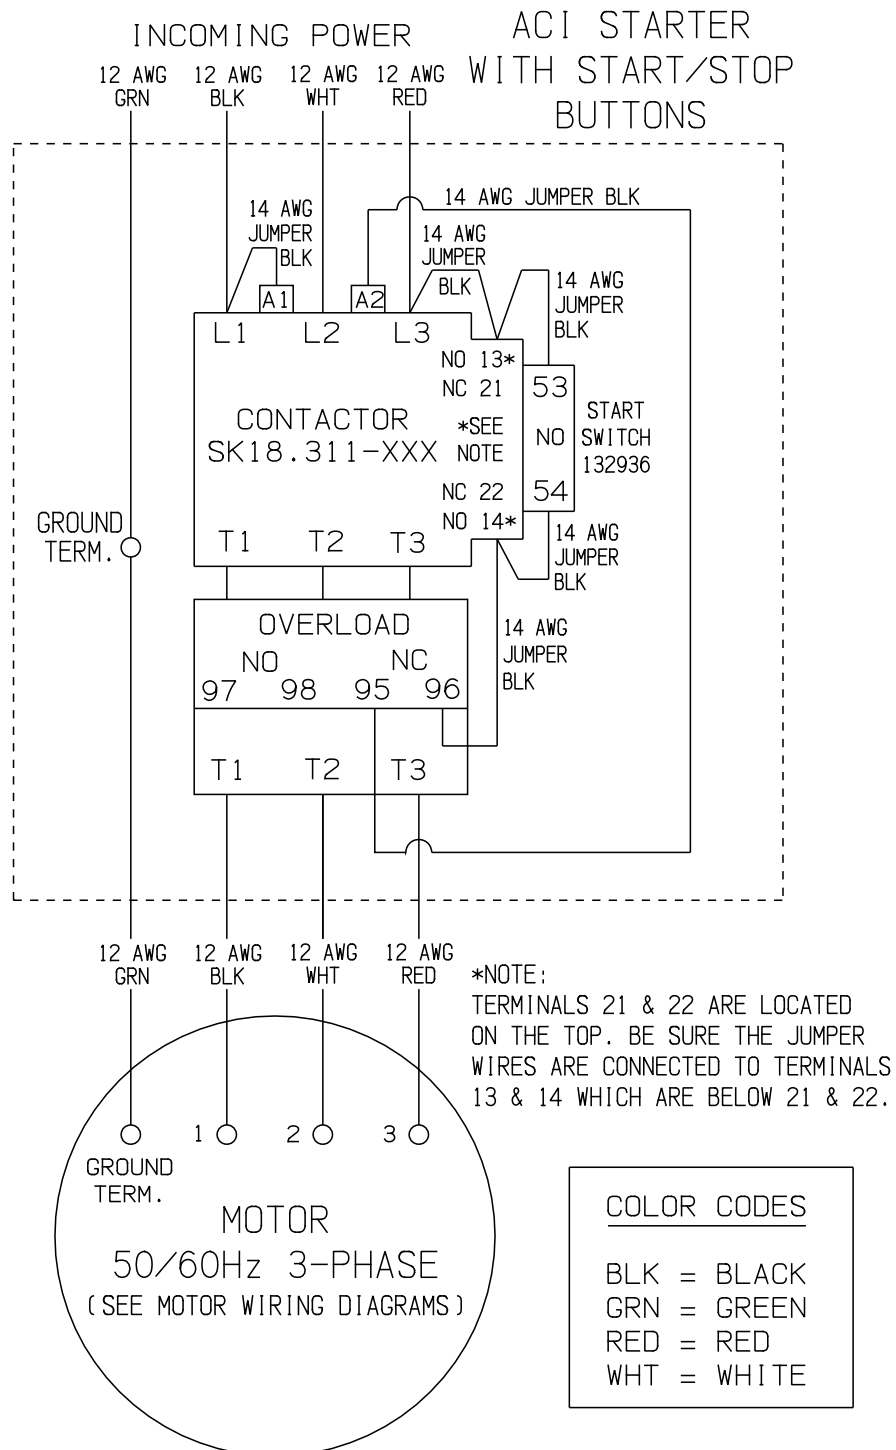 INCOMING POWER
ACI STARTER
WITH START/STOP
BUTTONS
12 AWG
GRN
12 AWG
BLK
12 AWG
WHT
12 AWG
RED
14 AWG
JUMPER
BLK
14 AWG JUMPER BLK
14 AWG
JUMPER
BLK
14 AWG
JUMPER
BLK
A1
A2
L1
L2
L3
NO 13*
NC 21
*SEE
NOTE
NC 22
NO 14*
CONTACTOR
SK18.311-XXX
53
NO
54
START
SWITCH
132936
GROUND
TERM.
T1
T2
T3
14 AWG
JUMPER
BLK
OVERLOAD
NO
NC
97
98
95
96
14 AWG
JUMPER
BLK
T1
T2
T3
12 AWG
GRN
12 AWG
BLK
12 AWG
WHT
12 AWG
RED
*NOTE:
TERMINALS 21 & 22 ARE LOCATED
ON THE TOP. BE SURE THE JUMPER
WIRES ARE CONNECTED TO TERMINALS
13 & 14 WHICH ARE BELOW 21 & 22.
1
2
3
GROUND
TERM.
MOTOR
50/60Hz 3-PHASE
(SEE MOTOR WIRING DIAGRAMS)
COLOR CODES
BLK = BLACK
GRN = GREEN
RED = RED
WHT = WHITE